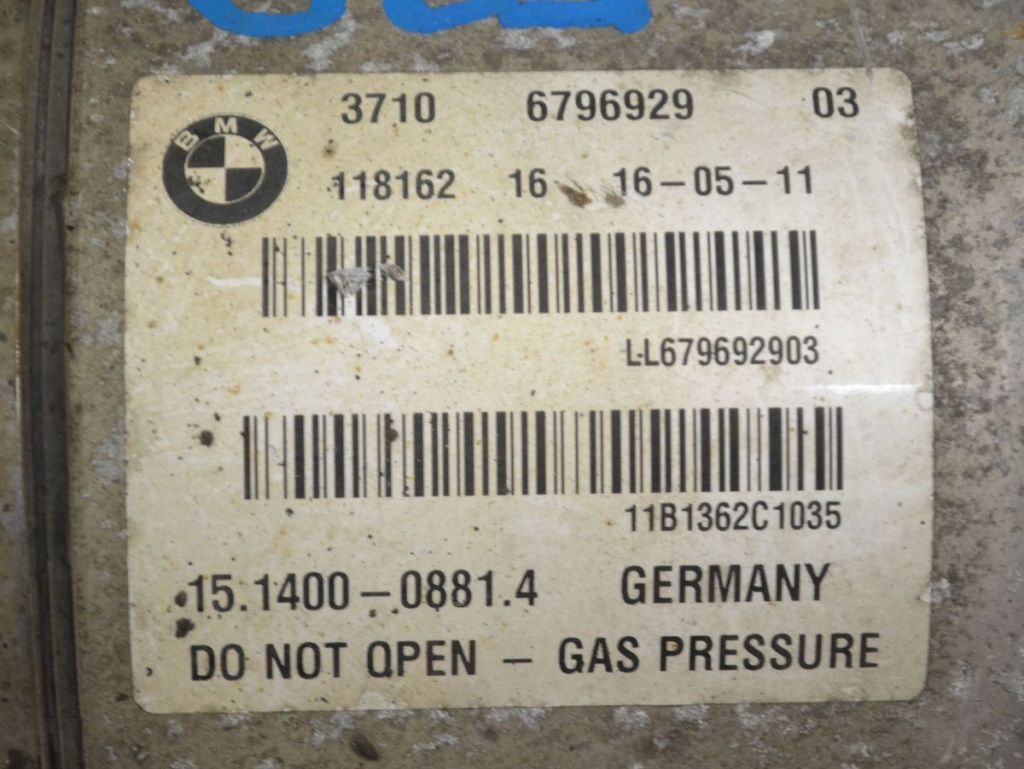 3710 6796929 03
BMW
118162 16 16-05-11
LL679692903
11B1362C1035
15.1400-0881.4 GERMANY
DO NOT OPEN - GAS PRESSURE